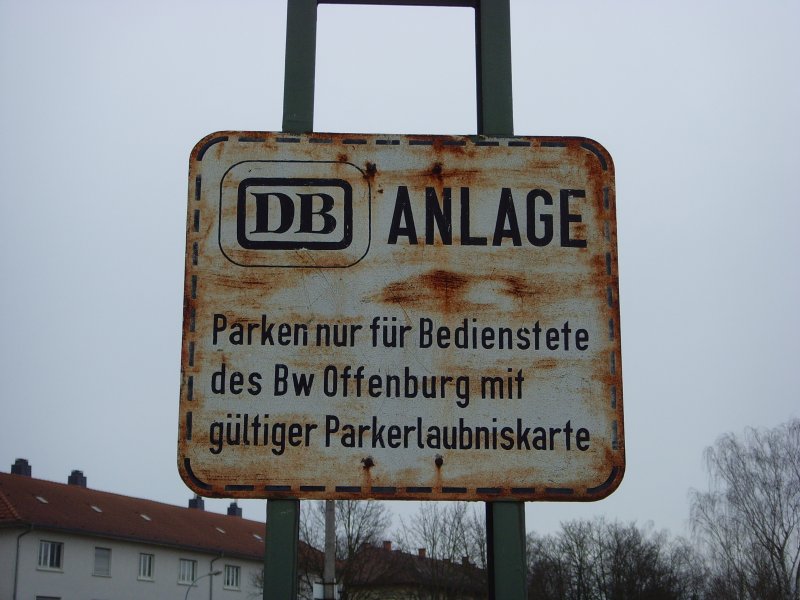 DB ANLAGE
Parken nur für Bedienstete
des Bw Offenburg mit
gültiger Parkerlaubniskarte